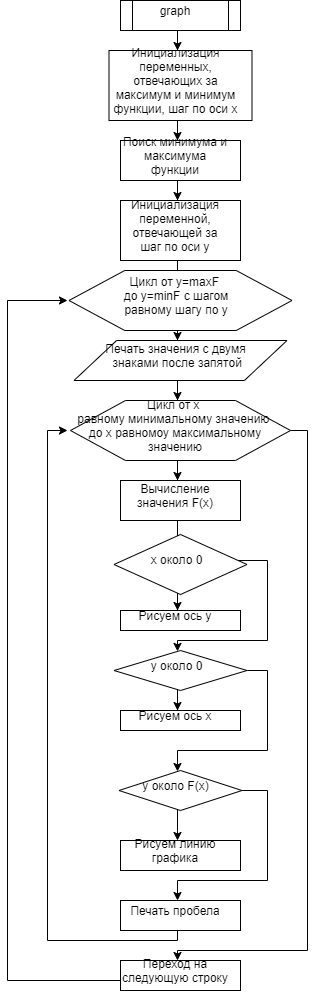 graph
Инициализация
переменных,
отвечающих за
максимум и минимум
функции, шаг по оси x
Поиск минимума и
максимума
функции
Инициализация
переменной,
отвечающей за
шаг по оси y
Цикл от y=maxF
до y=minF с шагом
равному шагу по y
Печать значения с двумя
знаками после запятой
Цикл от x
равному минимальному значению
до x равномоу максимальному
значению
Вычисление
значения F(x)
x около 0
Рисуем ось y
y около 0
Рисуем ось x
y около F(x)
Рисуем линию
графика
Печать пробела
Переход на
следующую строку